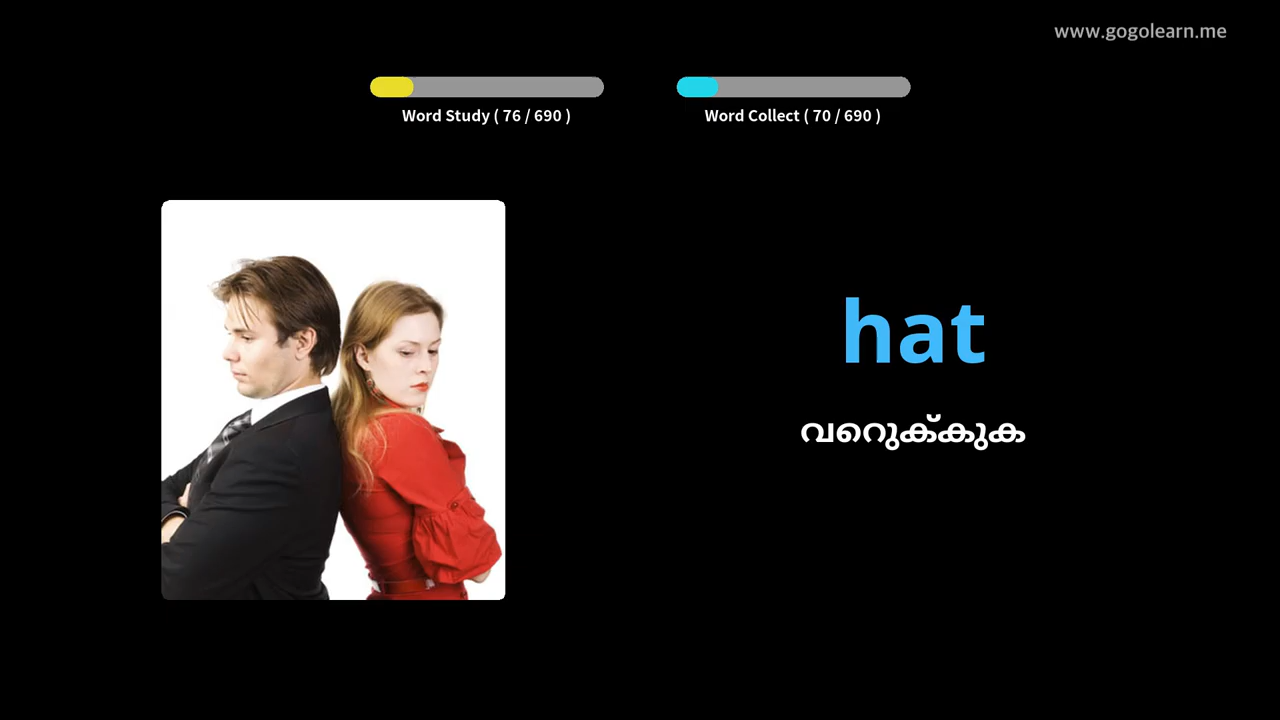 www.gogolearn.me
Word Study ( 76 / 690 )
Word Collect ( 70 / 690 )
hat
വെറുക്കുക